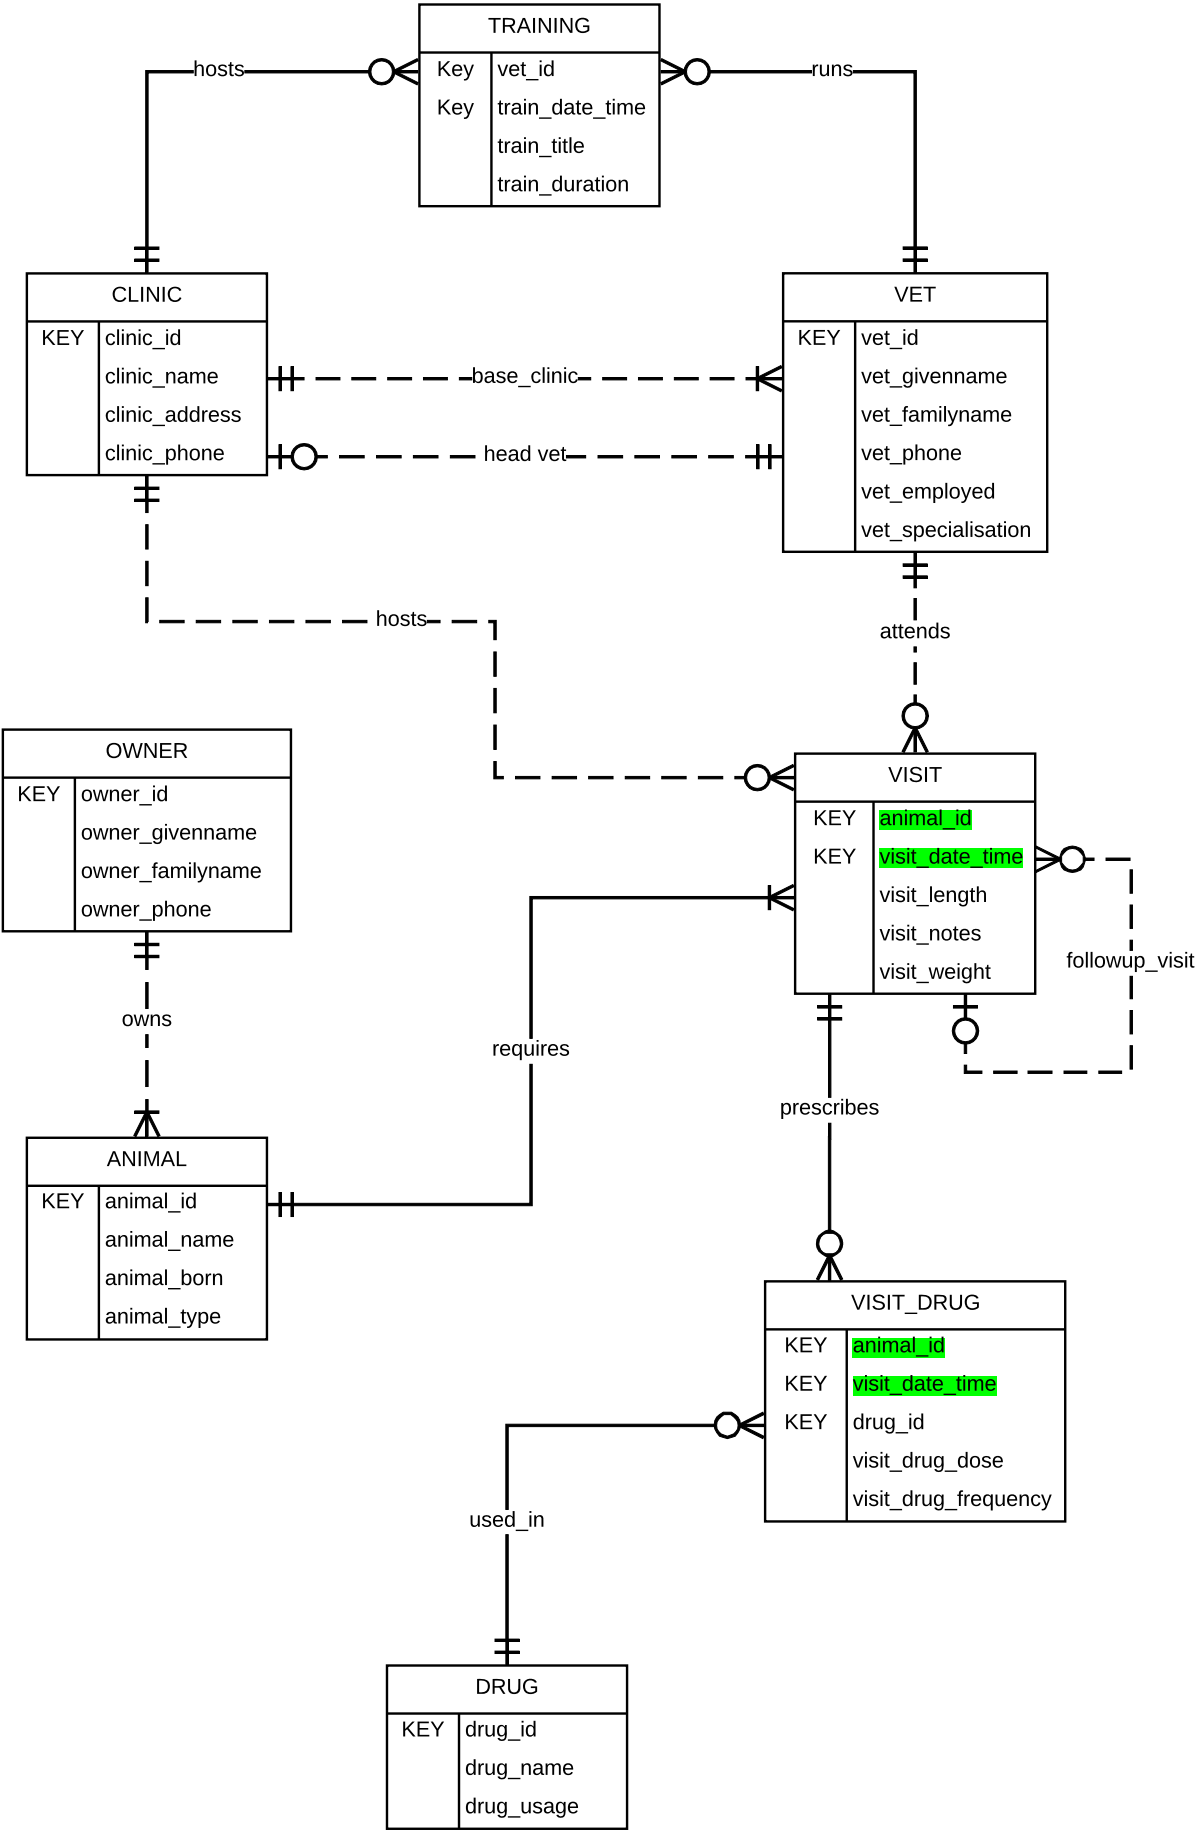 TRAINING
Key vet_id
Key train_date_time
train_title
train_duration
hosts
runs
CLINIC
KEY clinic_id
clinic_name
clinic_address
clinic_phone
VET
KEY vet_id
vet_givenname
vet_familyname
vet_phone
vet_employed
vet_specialisation
base_clinic
head vet
hosts
attends
OWNER
KEY owner_id
owner_givenname
owner_familyname
owner_phone
VISIT
KEY animal_id
KEY visit_date_time
visit_length
visit_notes
visit_weight
followup_visit
owns
requires
prescribes
ANIMAL
KEY animal_id
animal_name
animal_born
animal_type
VISIT_DRUG
KEY animal_id
KEY visit_date_time
KEY drug_id
visit_drug_dose
visit_drug_frequency
used_in
DRUG
KEY drug_id
drug_name
drug_usage